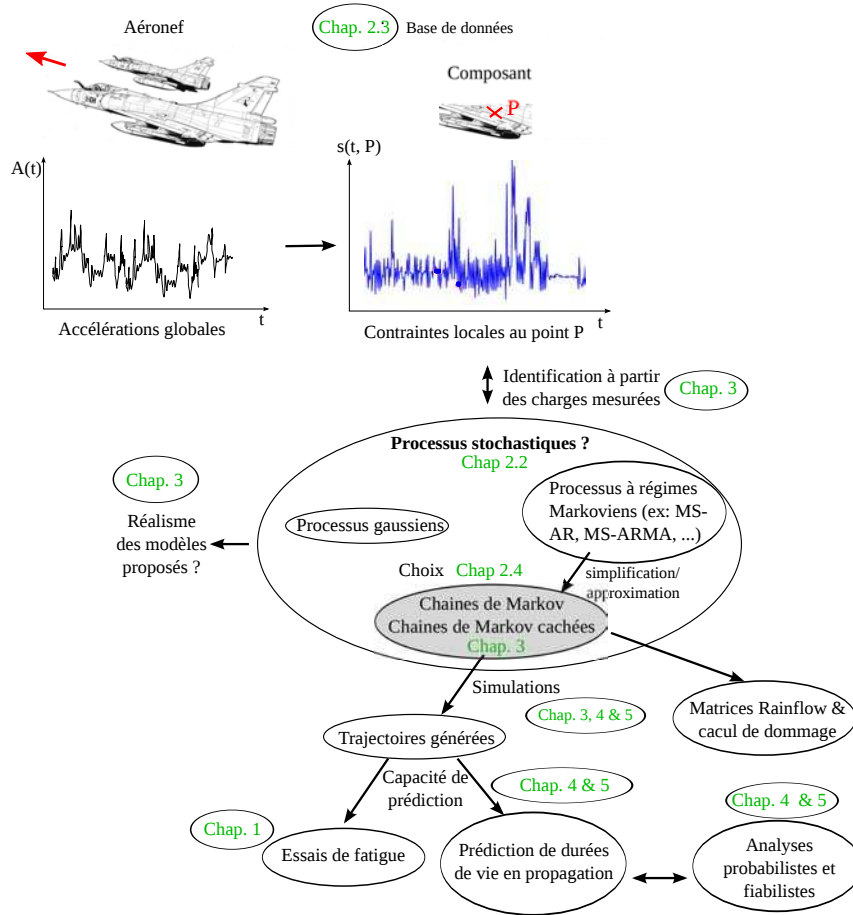 Aéronef
Chap. 2.3
Base de données
Composant
P
A(t)
s(t, P)
t
t
Accélérations globales
Contraintes locales au point P
Identification à partir
des charges mesurées
Chap. 3
Processus stochastiques ?
Chap 2.2
Chap. 3
Réalisme
des modèles
proposés ?
Processus gaussiens
Processus à régimes
Markoviens (ex: MS-
AR, MS-ARMA, ...)
Choix
Chap 2.4
simplification/
approximation
Chaines de Markov
Chaines de Markov cachées
Chap. 3
Simulations
Chap. 3, 4 & 5
Matrices Rainflow &
cacul de dommage
Trajectoires générées
Capacité de
prédiction
Chap. 4 & 5
Chap. 4 & 5
Chap. 1
Essais de fatigue
Prédiction de durées
de vie en propagation
Analyses
probabilistes et
fiabilistes